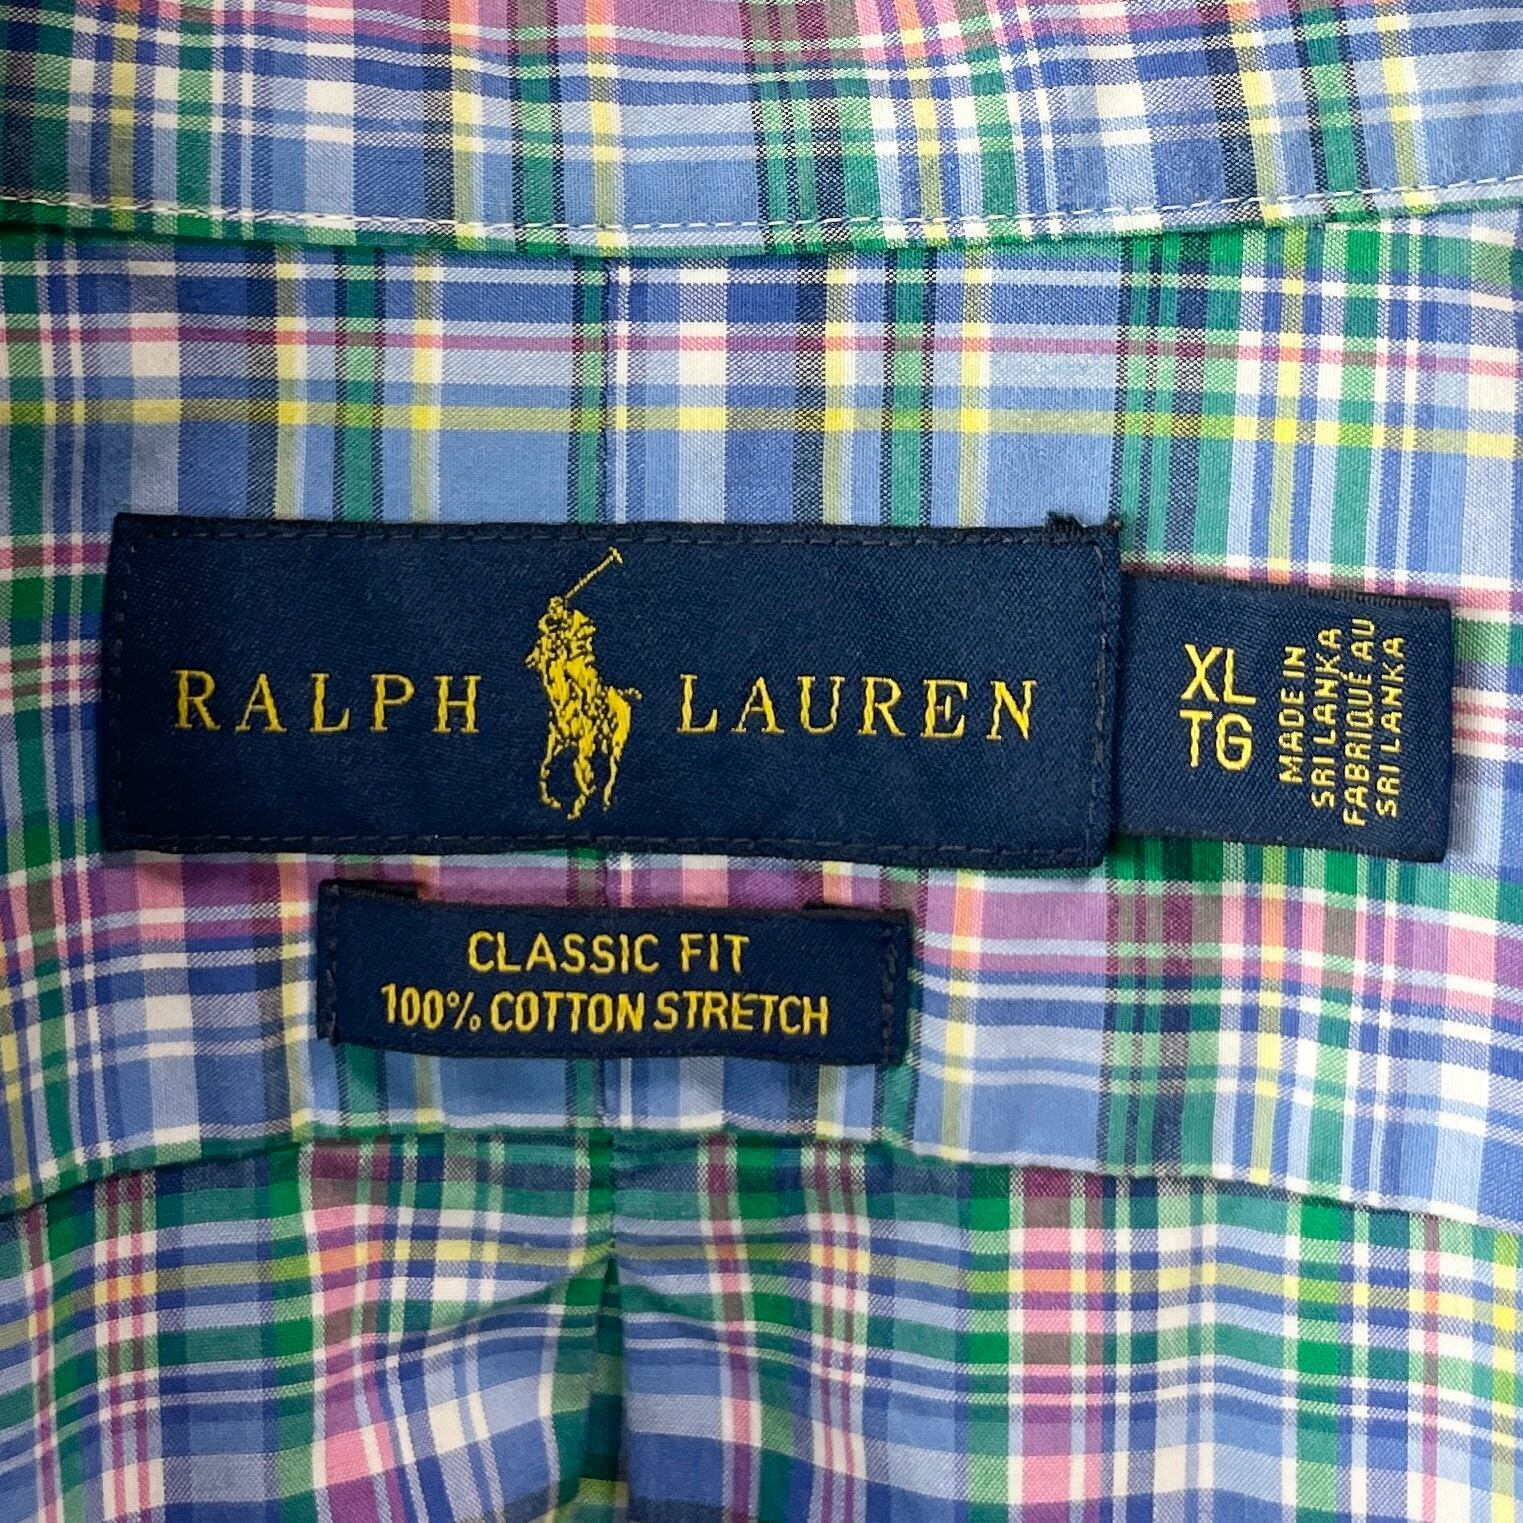 RALPH LAUREN
XL
TG
MADE IN
SRI LANKA
FABRIQUÉ AU
SRI LANKA
CLASSIC FIT
100% COTTON STRETCH